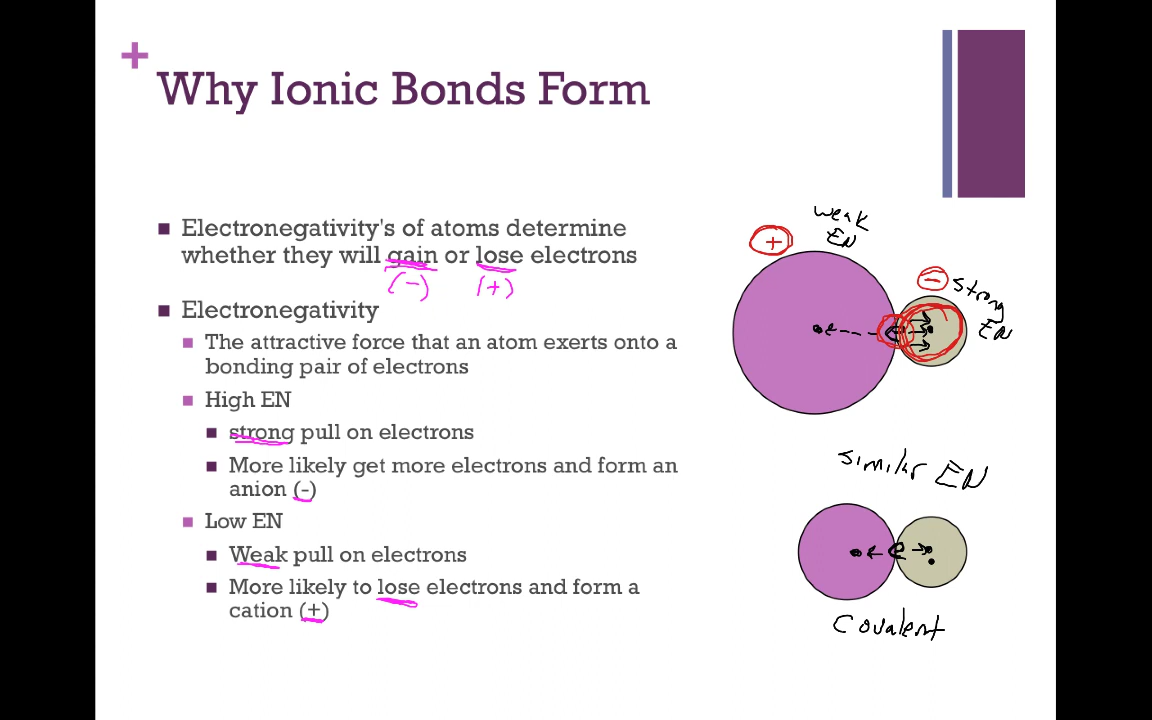 +
Why Ionic Bonds Form
Electronegativity's of atoms determine
whether they will gain or lose electrons
(-) (+)
Electronegativity
The attractive force that an atom exerts onto a
bonding pair of electrons
High EN
strong pull on electrons
More likely get more electrons and form an
anion (-)
Low EN
Weak pull on electrons
More likely to lose electrons and form a
cation (+)
weak
EN
+
-
strong
EN
e
similar EN
e
Covalent